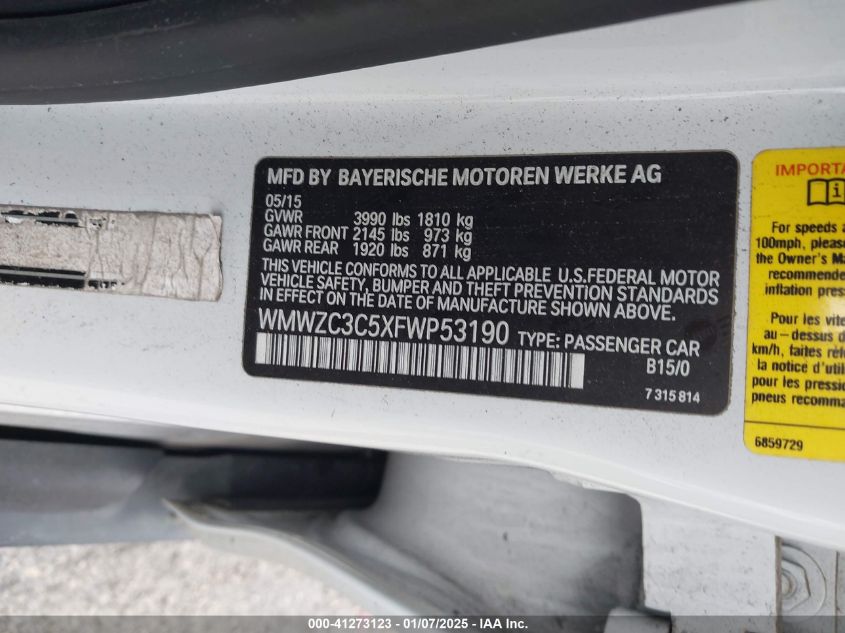 MFD BY BAYERISCHE MOTOREN WERKE AG
05/15
GVWR 3990 lbs 1810 kg
GAWR FRONT 2145 lbs 973 kg
GAWR REAR 1920 lbs 871 kg
THIS VEHICLE CONFORMS TO ALL APPLICABLE U.S.FEDERAL MOTOR
VEHICLE SAFETY, BUMPER AND THEFT PREVENTION STANDARDS
IN EFFECT ON THE DATE OF MANUFACTURE SHOWN ABOVE.
WMWZC3C5XFWP53190 TYPE: PASSENGER CAR
B15/0
7 315 814
IMPORTA
i
For speeds a
100mph, please
the Owner's Ma
recommende
inflation press
Pour les vite
au-dessus d
km/h, faites réfé
la notice d'util
pour les pressio
pneus recomma
6859729
000-41273123 - 01/07/2025 - IAA Inc.